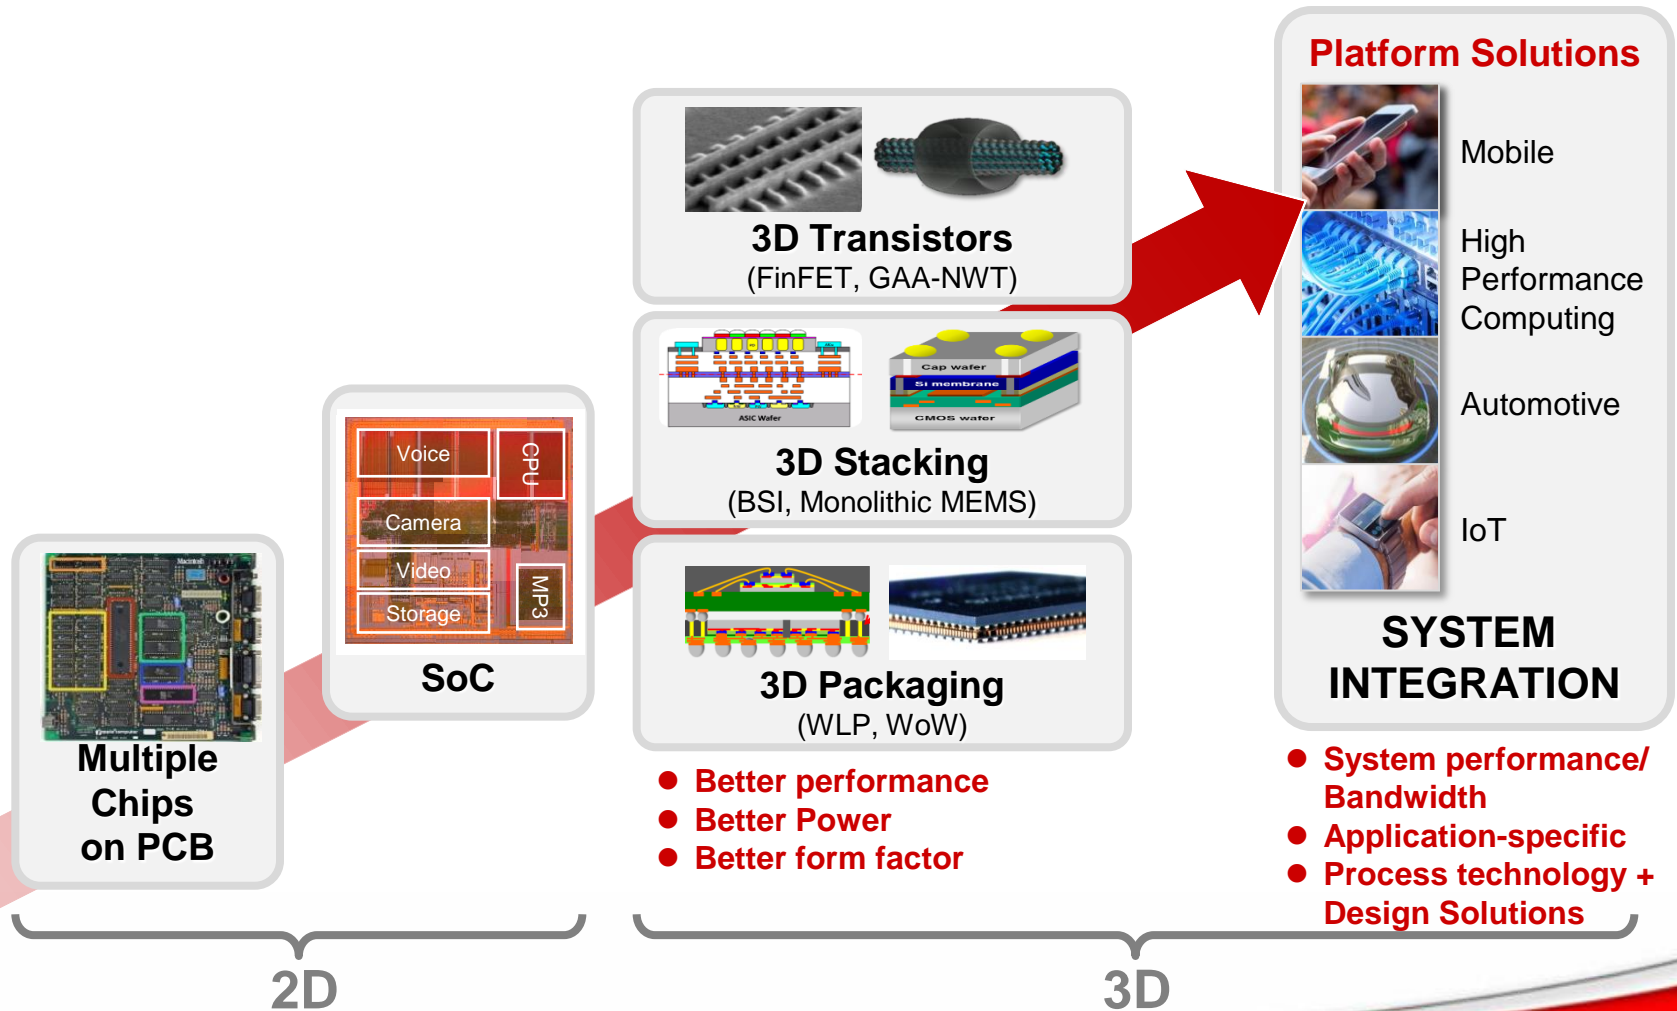 Platform Solutions
Mobile
High
Performance
Computing
Automotive
IoT
SYSTEM
INTEGRATION
System performance/
Bandwidth
Application-specific
Process technology +
Design Solutions
3D Transistors
(FinFET, GAA-NWT)
ASIC Wafer
Cap wafer
Si membrane
CMOS wafer
3D Stacking
(BSI, Monolithic MEMS)
3D Packaging
(WLP, WoW)
Better performance
Better Power
Better form factor
Voice
CPU
Camera
Video
MP3
Storage
SoC
Macintosh
Multiple
Chips
on PCB
2D
3D